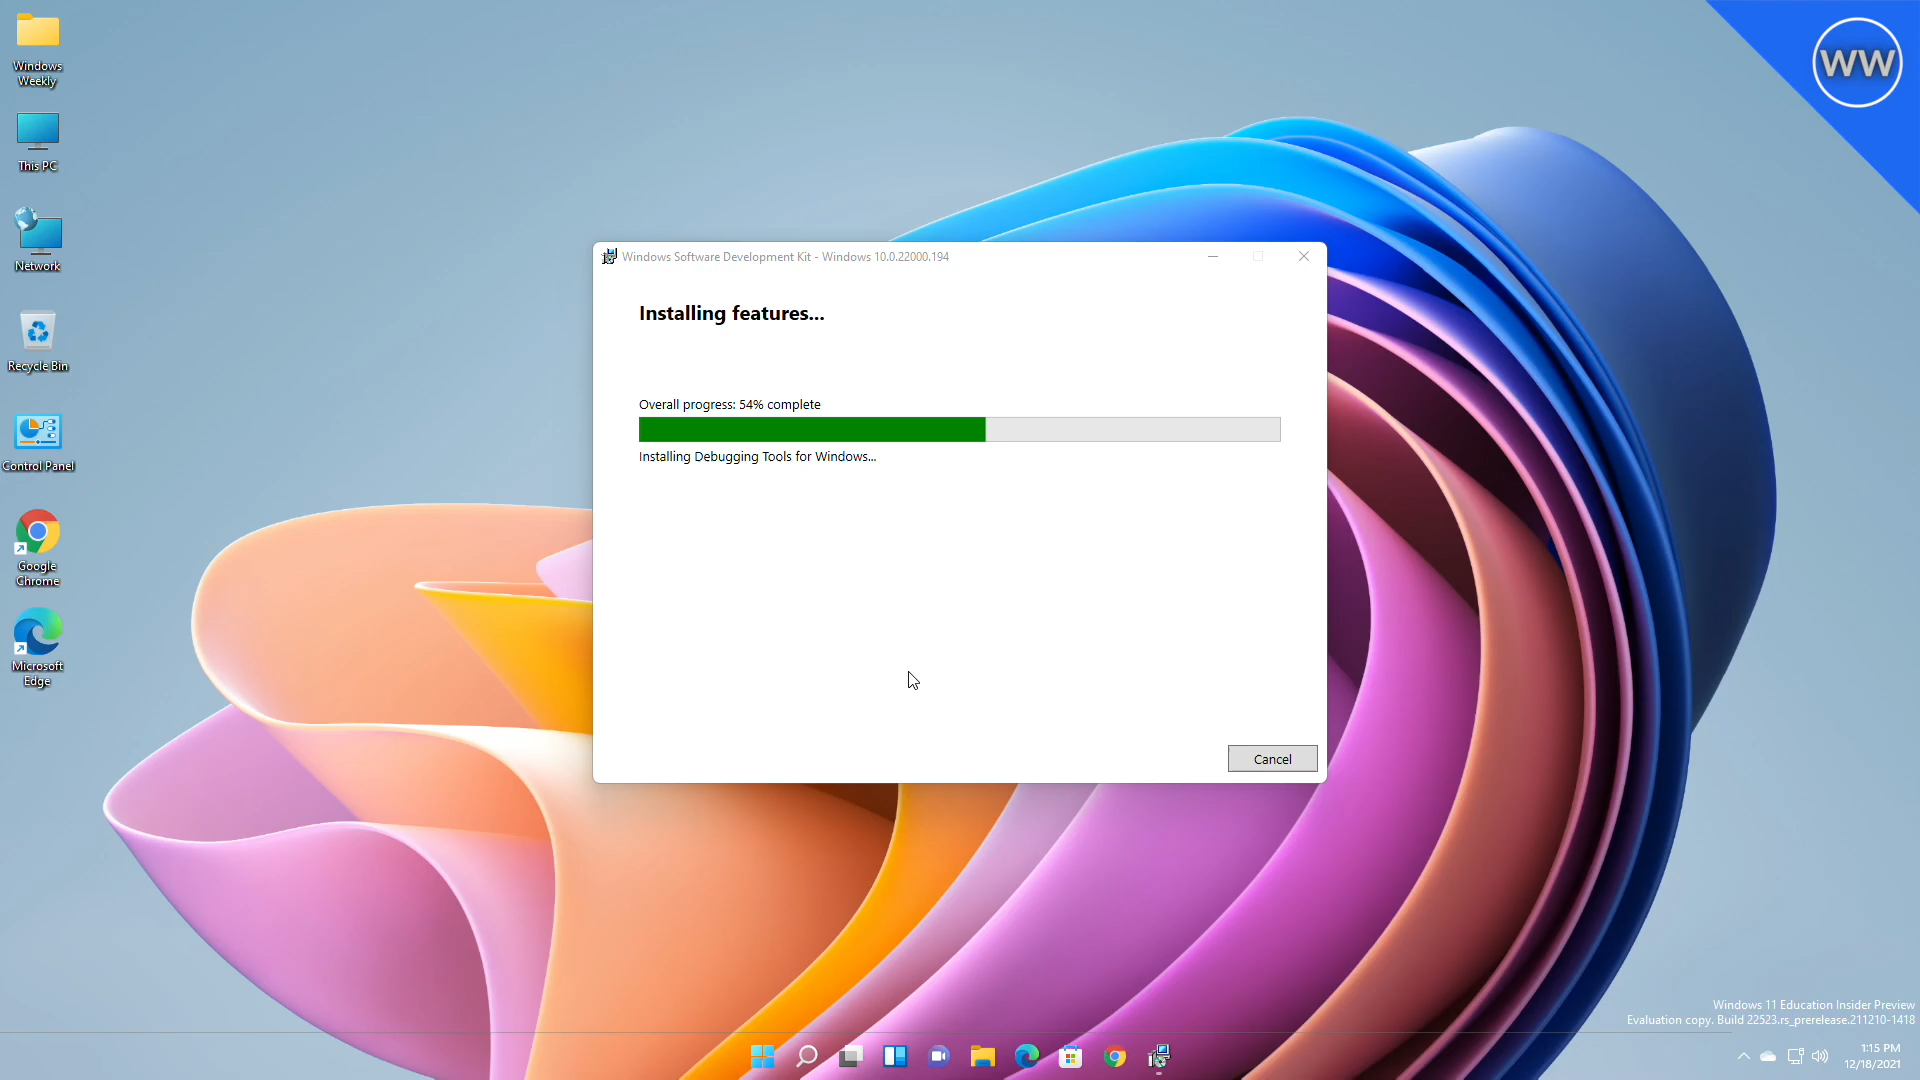 Windows
Weekly
This PC
Network
Recycle Bin
Control Panel
Google
Chrome
Microsoft
Edge
WW
Windows Software Development Kit - Windows 10.0.22000.194
Installing features...
Overall progress: 54% complete
Installing Debugging Tools for Windows...
Cancel
Windows 11 Education Insider Preview
Evaluation copy. Build 22523.rs_prerelease.211210-1418
1:15 PM
12/18/2021